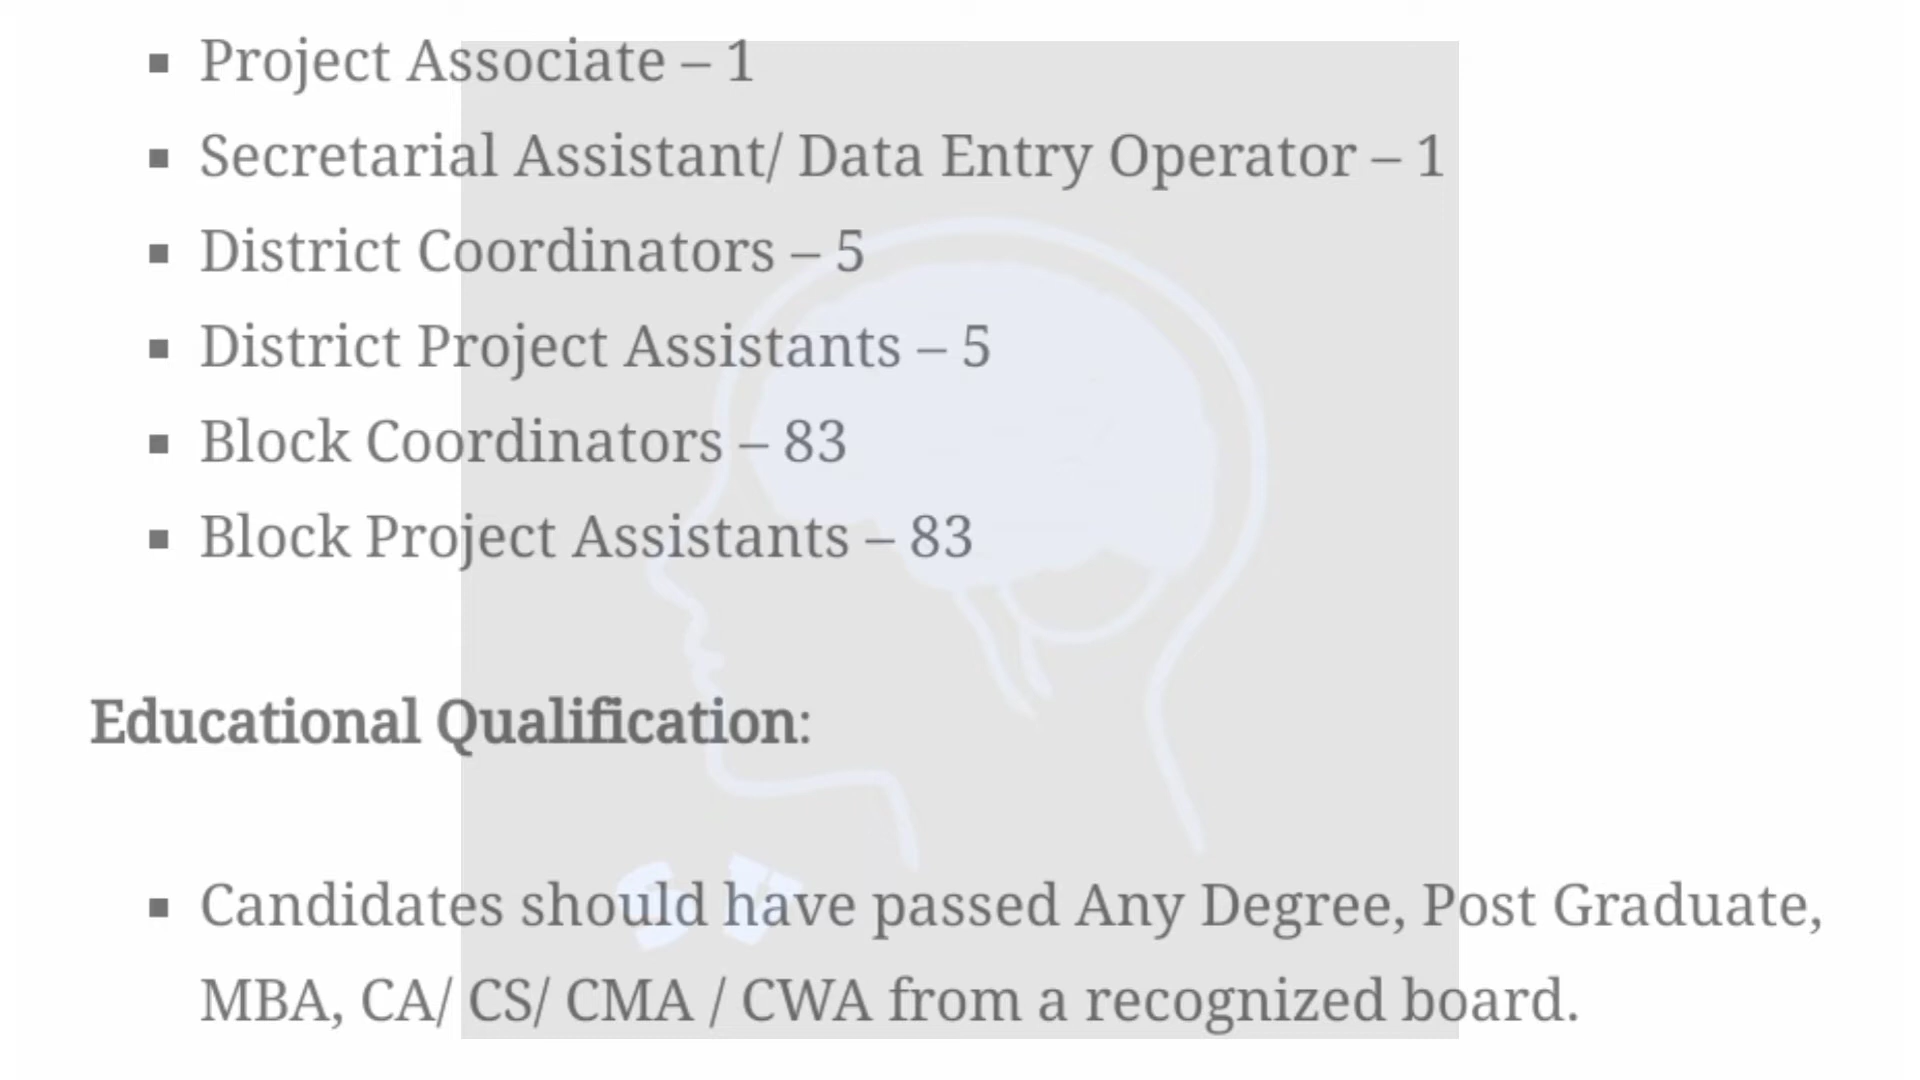 Project Associate – 1
Secretarial Assistant/ Data Entry Operator – 1
District Coordinators – 5
District Project Assistants – 5
Block Coordinators – 83
Block Project Assistants – 83
Educational Qualification:
Candidates should have passed Any Degree, Post Graduate,
MBA, CA/ CS/ CMA / CWA from a recognized board.